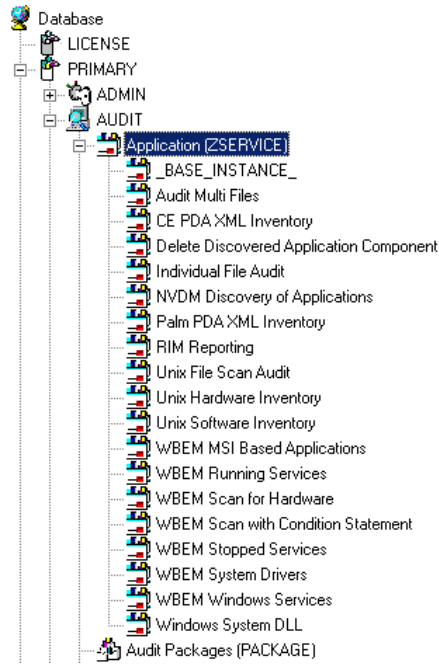 Database
LICENSE
PRIMARY
ADMIN
AUDIT
Application (ZSERVICE)
_BASE_INSTANCE_
Audit Multi Files
CE PDA XML Inventory
Delete Discovered Application Component
Individual File Audit
NVDM Discovery of Applications
Palm PDA XML Inventory
RIM Reporting
Unix File Scan Audit
Unix Hardware Inventory
Unix Software Inventory
WBEM MSI Based Applications
WBEM Running Services
WBEM Scan for Hardware
WBEM Scan with Condition Statement
WBEM Stopped Services
WBEM System Drivers
WBEM Windows Services
Windows System DLL
Audit Packages (PACKAGE)